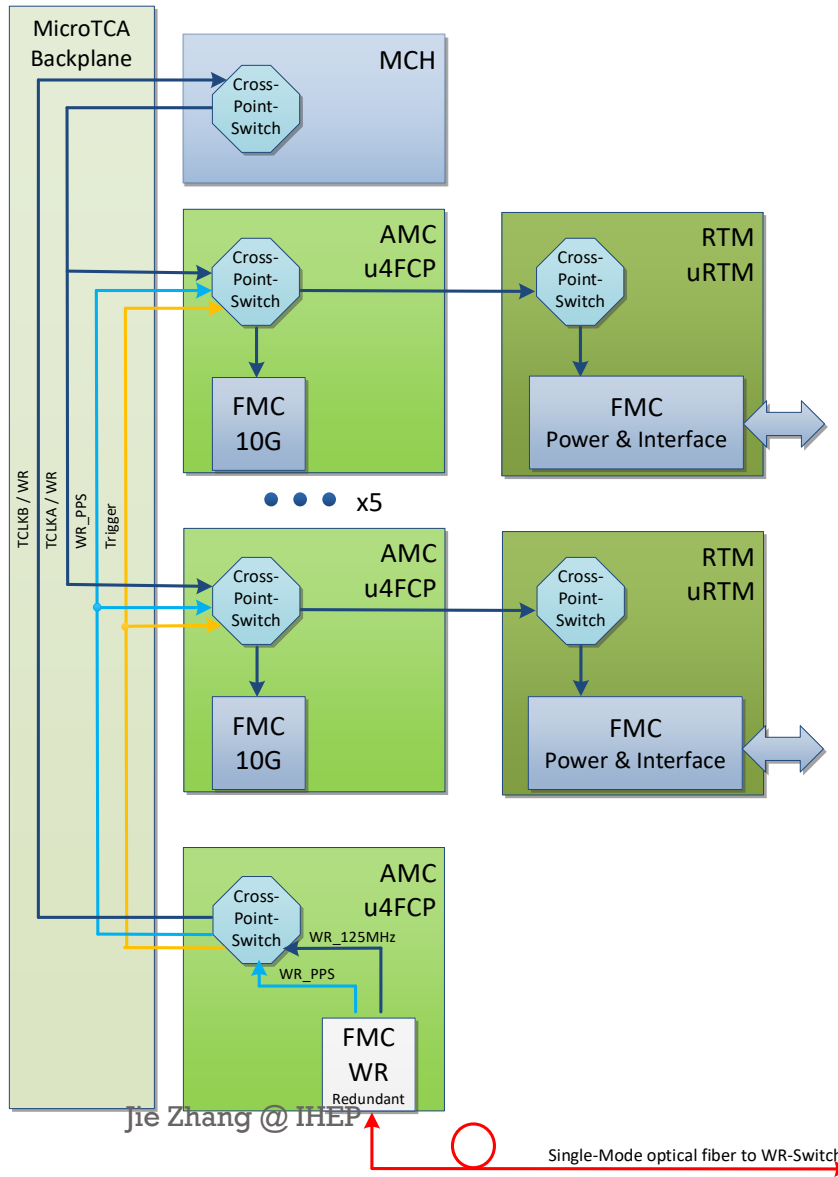 MicroTCA
Backplane
MCH
Cross-
Point-
Switch
AMC
u4FCP
Cross-
Point-
Switch
FMC
10G
RTM
uRTM
Cross-
Point-
Switch
FMC
Power & Interface
x5
TCLKB / WR
TCLKA / WR
WR_PPS
Trigger
AMC
u4FCP
Cross-
Point-
Switch
FMC
10G
RTM
uRTM
Cross-
Point-
Switch
FMC
Power & Interface
AMC
u4FCP
Cross-
Point-
Switch
WR_125MHz
WR_PPS
FMC
WR
Redundant
Jie Zhang @ IHEP
Single-Mode optical fiber to WR-Switch